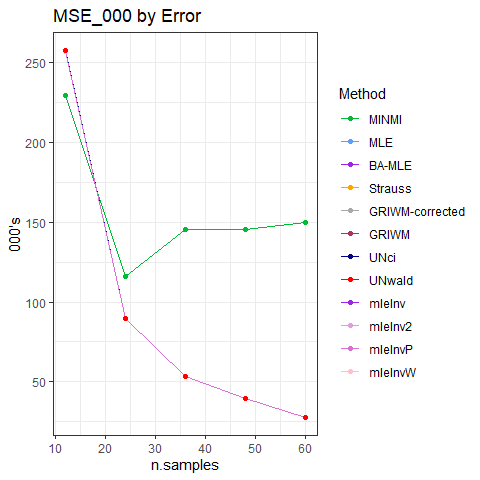 MSE_000 by Error
250
200
150
100
50
000's
10
20
30
40
50
60
n.samples
Method
MINMI
MLE
BA-MLE
Strauss
GRIWM-corrected
GRIWM
UNci
UNwald
mleInv
mleInv2
mleInvP
mleInvW